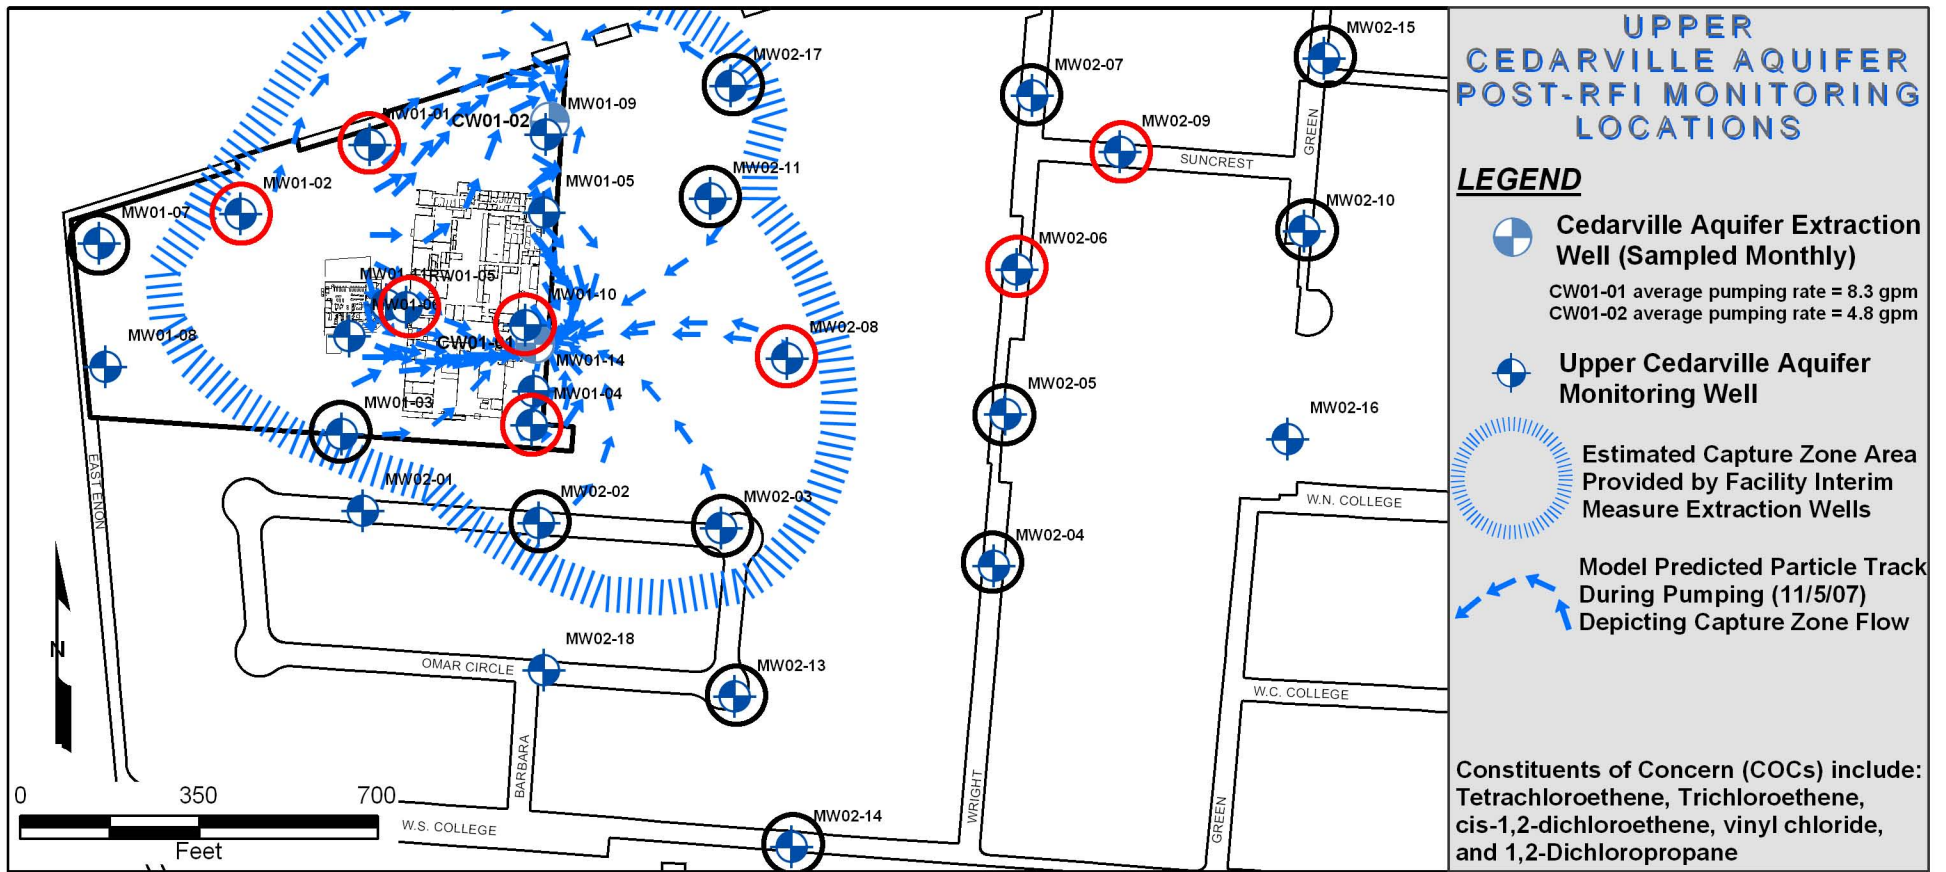 UPPER
CEDARVILLE AQUIFER
POST-RFI MONITORING
LOCATIONS
LEGEND
Cedarville Aquifer Extraction
Well (Sampled Monthly)
CW01-01 average pumping rate = 8.3 gpm
CW01-02 average pumping rate = 4.8 gpm
Upper Cedarville Aquifer
Monitoring Well
Estimated Capture Zone Area
Provided by Facility Interim
Measure Extraction Wells
Model Predicted Particle Track
During Pumping (11/5/07)
Depicting Capture Zone Flow
Constituents of Concern (COCs) include:
Tetrachloroethene, Trichloroethene,
cis-1,2-dichloroethene, vinyl chloride,
and 1,2-Dichloropropane
MW02-15
MW02-17
MW02-07
MW01-09
MW01-01
CW01-02
MW02-09
GREEN
SUNCREST
MW02-11
MW01-02
MW01-05
MW02-10
MW01-07
MW02-06
MW01-11
RW01-05
MW01-10
MW01-06
MW02-08
MW01-08
CW01-01
MW01-14
MW02-05
MW01-04
MW01-03
MW02-16
EAST ENON
MW02-01
MW02-02
MW02-03
W.N. COLLEGE
MW02-04
N
MW02-18
OMAR CIRCLE
MW02-13
W.C. COLLEGE
BARBARA
WRIGHT
GREEN
0 350 700
Feet
W.S. COLLEGE
MW02-14